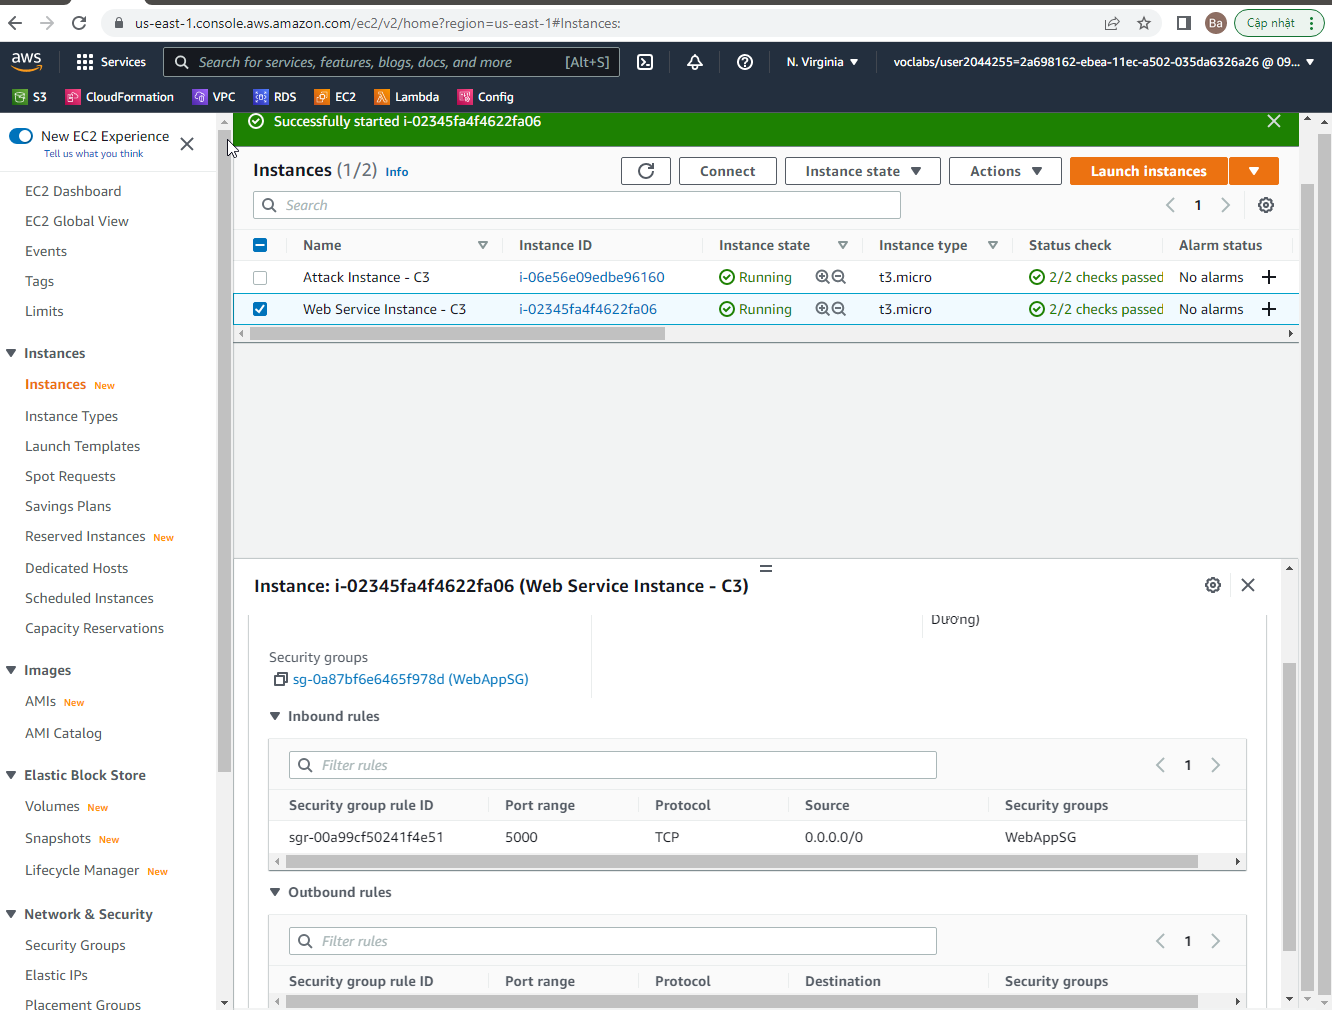 us-east-1.console.aws.amazon.com/ec2/v2/home?region=us-east-1#Instances:
Ba
Cập nhật
aws
Services
Search for services, features, blogs, docs, and more
[Alt+S]
N. Virginia
voclabs/user2044255=2a698162-ebea-11ec-a502-035da6326a26 @ 09...
S3
CloudFormation
VPC
RDS
EC2
Lambda
Config
New EC2 Experience
Tell us what you think
EC2 Dashboard
EC2 Global View
Events
Tags
Limits
Instances
Instances New
Instance Types
Launch Templates
Spot Requests
Savings Plans
Reserved Instances New
Dedicated Hosts
Scheduled Instances
Capacity Reservations
Images
AMIs New
AMI Catalog
Elastic Block Store
Volumes New
Snapshots New
Lifecycle Manager New
Network & Security
Security Groups
Elastic IPs
Placement Groups
Successfully started i-02345fa4f4622fa06
Instances (1/2) Info
Connect
Instance state
Actions
Launch instances
Search
1
Name Instance ID Instance state Instance type Status check Alarm status
Attack Instance - C3 i-06e56e09edbe96160 Running t3.micro 2/2 checks passed No alarms
Web Service Instance - C3 i-02345fa4f4622fa06 Running t3.micro 2/2 checks passed No alarms
Instance: i-02345fa4f4622fa06 (Web Service Instance - C3)
Dương)
Security groups
sg-0a87bf6e6465f978d (WebAppSG)
Inbound rules
Filter rules
1
Security group rule ID Port range Protocol Source Security groups
sgr-00a99cf50241f4e51 5000 TCP 0.0.0.0/0 WebAppSG
Outbound rules
Filter rules
1
Security group rule ID Port range Protocol Destination Security groups